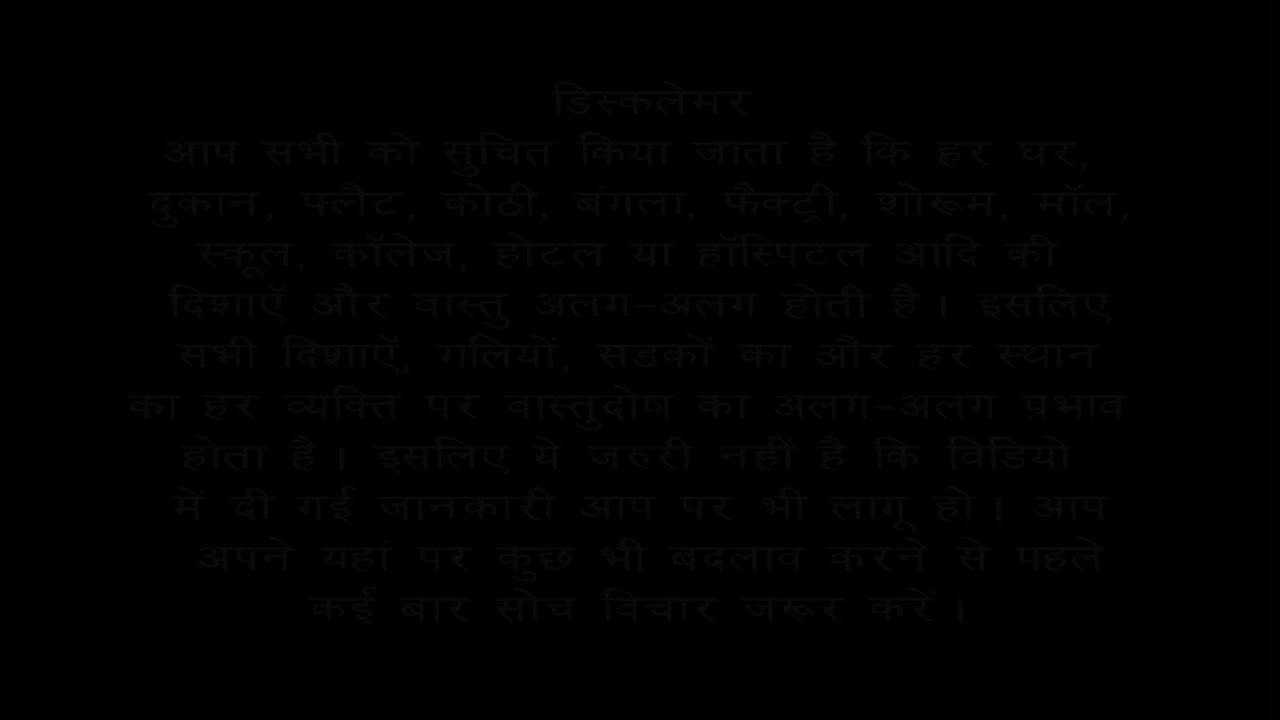 डिस्कलेमर
आप सभी को सुचित किया जाता है कि हर घर,
दुकान, फ्लैट, कोठी, बंगला, फैक्ट्री, शोरूम, मॉल,
स्कूल, कॉलेज, होटल या हॉस्पिटल आदि की
दिशाऍ और वास्तु अलग-अलग होती है। इसलिए
सभी दिशाऍ, गलियों, सडकों का और हर स्थान
का हर व्यक्ति पर वास्तुदोष का अलग-अलग प्रभाव
होता है। इसलिए ये जरुरी नहीं है कि विडियो
में दी गई जानकारी आप पर भी लागू हो। आप
अपने यहां पर कुछ भी बदलाव करने से पहले
कई बार सोच विचार जरूर करें।